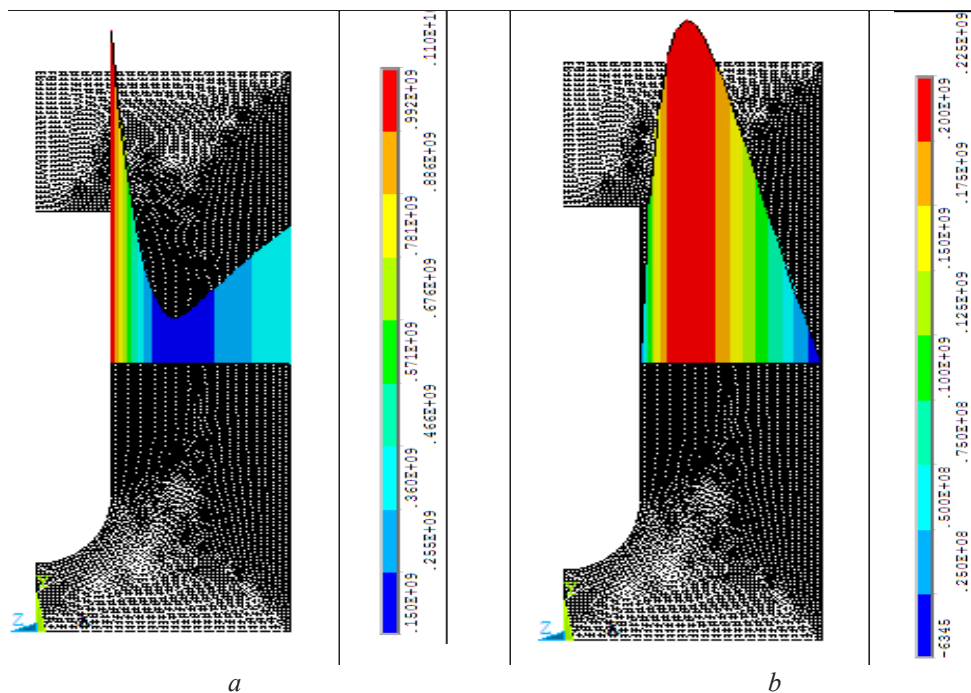 .110E+10
.992E+09
.886E+09
.781E+09
.676E+09
.571E+09
.466E+09
.360E+09
.255E+09
.150E+09
Y
Z
X
a
.225E+09
.200E+09
.175E+09
.150E+09
.125E+09
.100E+09
.750E+08
.500E+08
.250E+08
-6345
Y
Z
X
b